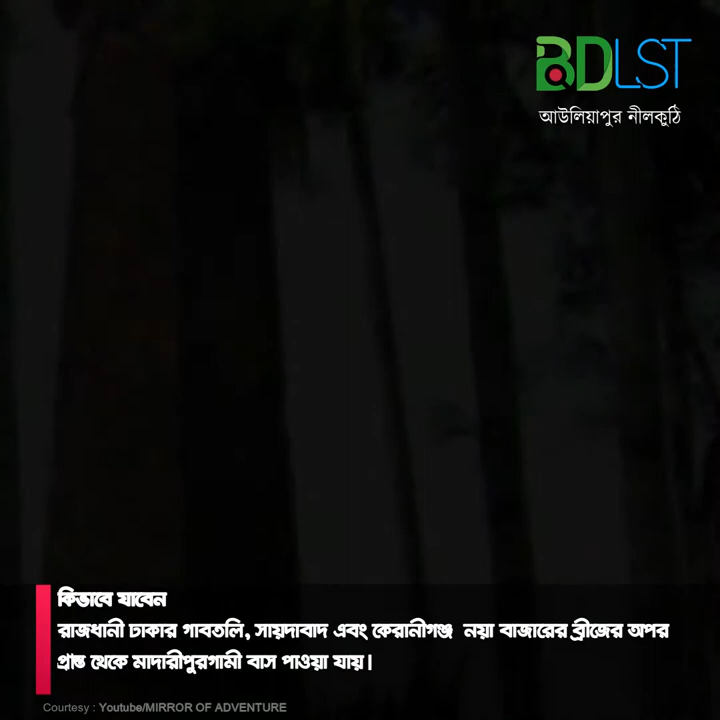 BDLST
আউলিয়াপুর নীলকুঠি
কিভাবে যাবেন
রাজধানী ঢাকার গাবতলি, সায়দাবাদ এবং কেরানীগঞ্জ নয়া বাজারের ব্রীজের অপর
প্রান্ত থেকে মাদারীপুরগামী বাস পাওয়া যায়।
Courtesy : Youtube/MIRROR OF ADVENTURE